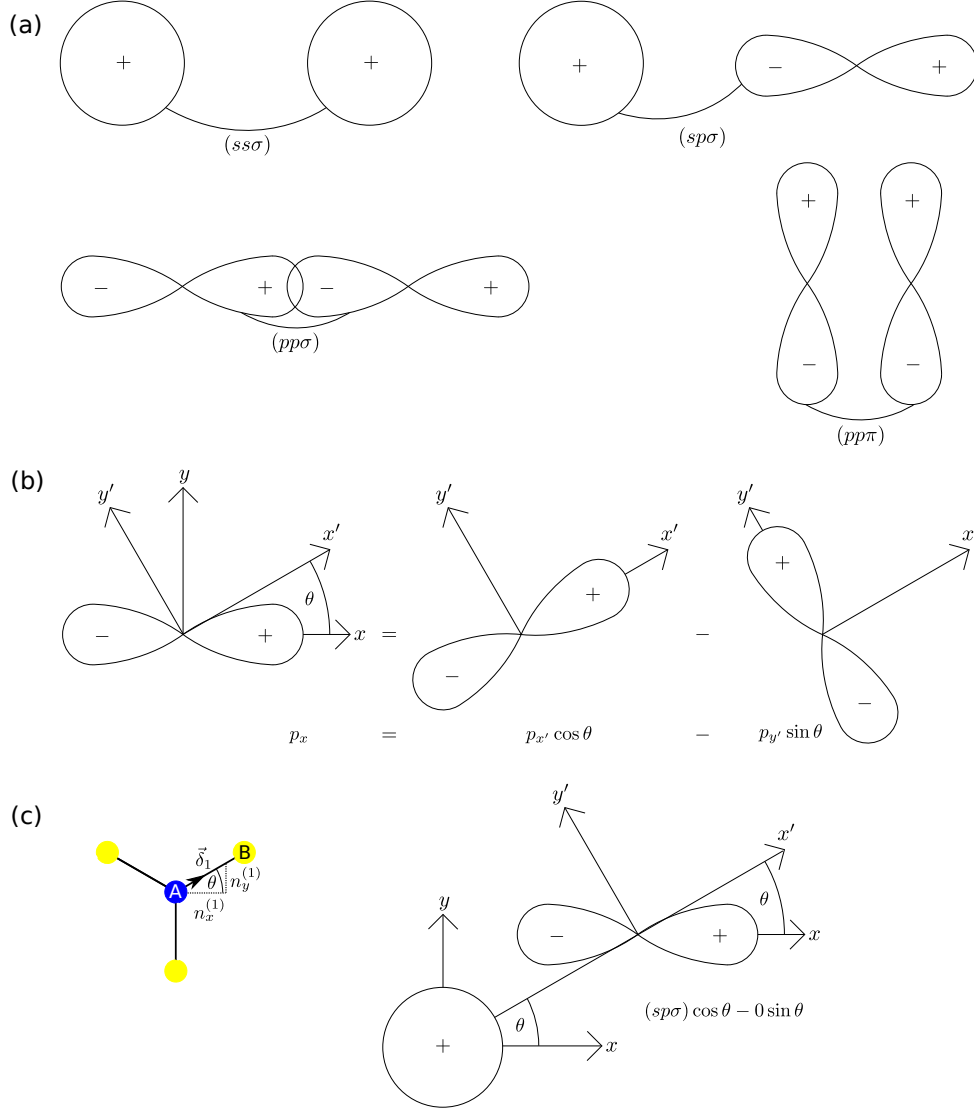 (a)
+ +
(ssσ)
+ − +
(spσ)
− + − +
(ppσ)
+ +
− −
(ppπ)
(b)
y′ y x′ θ − + x
=
y′ x′ + −
−
y′ x + −
p_x = p_{x′} cos θ − p_{y′} sin θ
(c)
B
A
δ⃗_1
θ
n_y^{(1)}
n_x^{(1)}
y′
x′
θ
y
− + x
(spσ) cos θ − 0 sin θ
θ
+ x